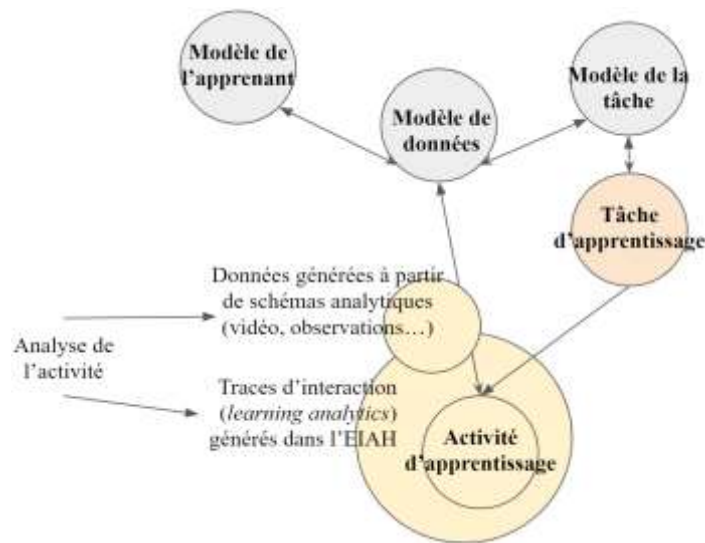 Modèle de
l'apprenant
Modèle de
données
Modèle de la
tâche
Tâche
d'apprentissage
Données générées à partir
de schémas analytiques
(vidéo, observations…)
Analyse de
l'activité
Traces d'interaction
(learning analytics)
générés dans l'EIAH
Activité
d'apprentissage